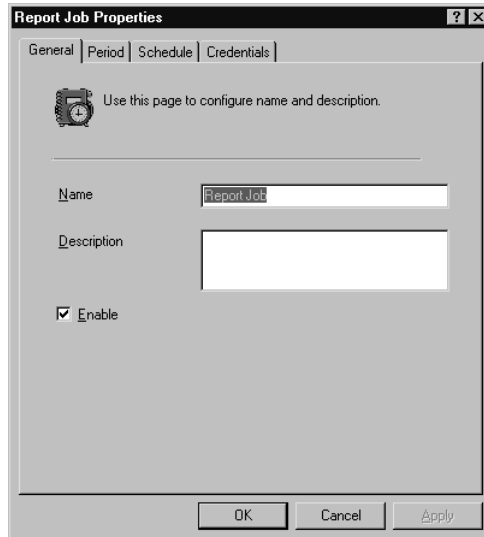 Report Job Properties
General Period Schedule Credentials
Use this page to configure name and description.
Name Report Job
Description
Enable
OK Cancel Apply